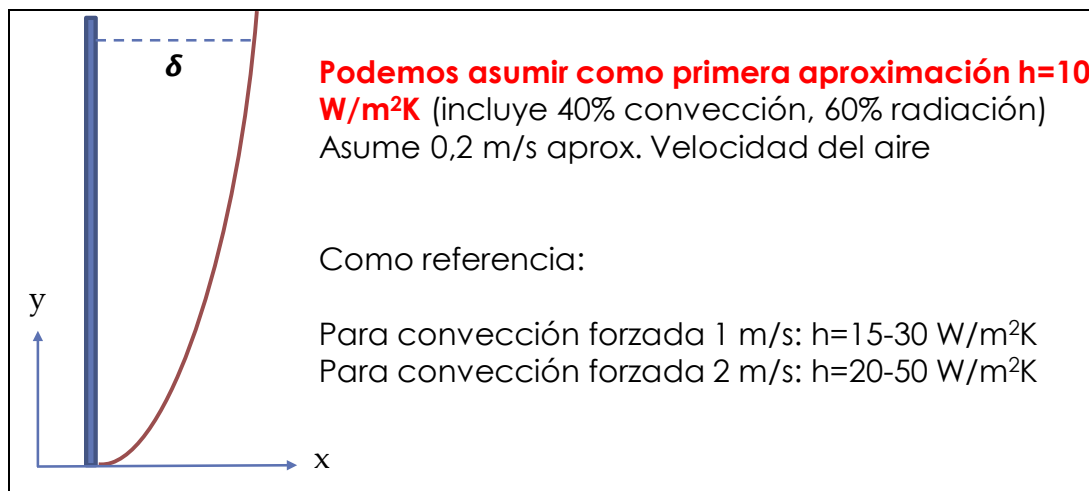 δ
Podemos asumir como primera aproximación h=10
W/m²K (incluye 40% convección, 60% radiación)
Asume 0,2 m/s aprox. Velocidad del aire
Como referencia:
y
Para convección forzada 1 m/s: h=15-30 W/m²K
Para convección forzada 2 m/s: h=20-50 W/m²K
x